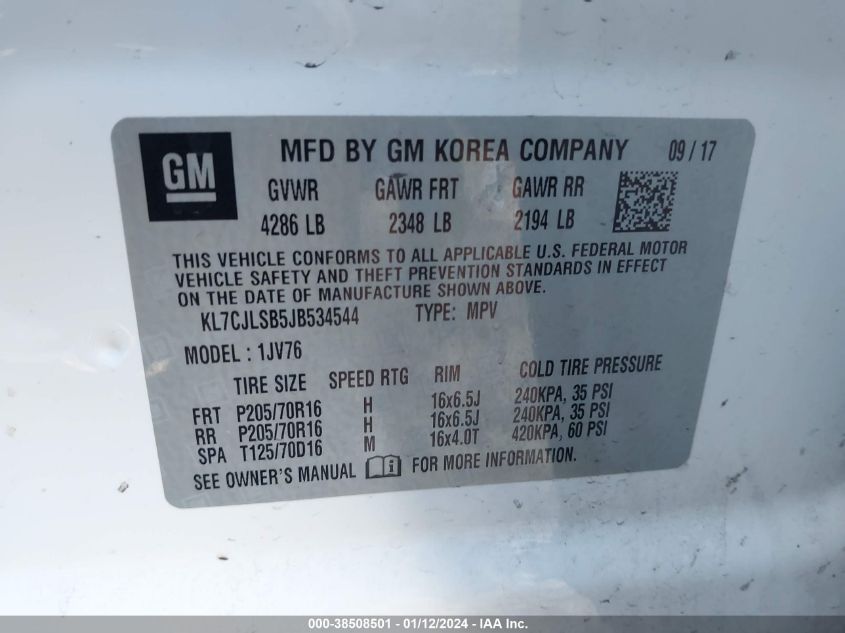 GM
MFD BY GM KOREA COMPANY 09/17
GVWR GAWR FRT GAWR RR
4286 LB 2348 LB 2194 LB
THIS VEHICLE CONFORMS TO ALL APPLICABLE U.S. FEDERAL MOTOR
VEHICLE SAFETY AND THEFT PREVENTION STANDARDS IN EFFECT
ON THE DATE OF MANUFACTURE SHOWN ABOVE.
KL7CJLSB5JB534544 TYPE: MPV
MODEL : 1JV76
TIRE SIZE SPEED RTG RIM COLD TIRE PRESSURE
FRT P205/70R16 H 16x6.5J 240KPA, 35 PSI
RR P205/70R16 H 16x6.5J 240KPA, 35 PSI
SPA T125/70D16 M 16x4.0T 420KPA, 60 PSI
SEE OWNER'S MANUAL FOR MORE INFORMATION.
000-38508501 - 01/12/2024 - IAA Inc.